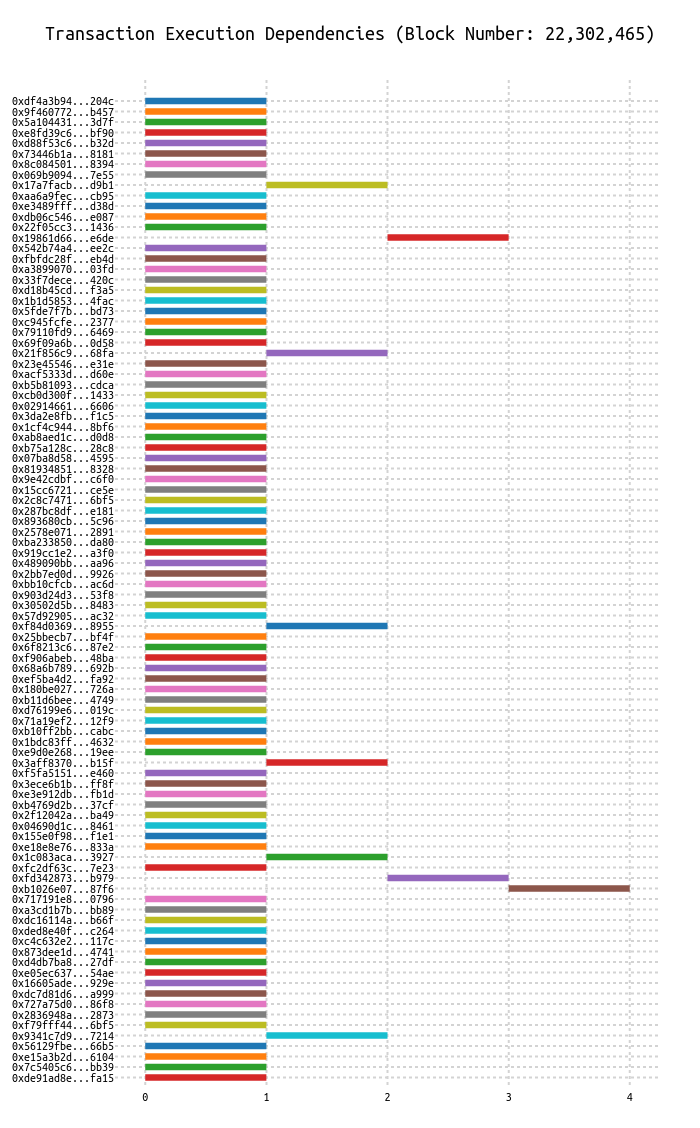 Transaction Execution Dependencies (Block Number: 22,302,465)
0xdf4a3b94...204c
0x9f460772...b457
0x5a104431...3d7f
0xe8fd39c6...bf90
0xd88f53c6...b32d
0x73446b1a...8181
0x8c084501...8394
0x069b9094...7e55
0x17a7facb...d9b1
0xaa6a9fec...cb95
0xe3489fff...d38d
0xdb06c546...e087
0x22f05cc3...1436
0x19861d66...e6de
0x542b74a4...ee2c
0xfbfdc28f...eb4d
0xa3899070...03fd
0x33f7dece...420c
0xd18b45cd...f3a5
0x1b1d5853...4fac
0x5fde7f7b...bd73
0xc945fcfe...2377
0x79110fd9...6469
0x69f09a6b...0d58
0x21f856c9...68fa
0x23e45546...e31e
0xacf5333d...d60e
0xb5b81093...cdca
0xcb0d300f...1433
0x02914661...6606
0x3da2e8fb...f1c5
0x1cf4c944...8bf6
0xab8aed1c...d0d8
0xb75a128c...28c8
0x07ba8d58...4595
0x81934851...8328
0x9e42cdbf...c6f0
0x15cc6721...ce5e
0x2c8c7471...6bf5
0x287bc8df...e181
0x893680cb...5c96
0x2578e071...2891
0xba233850...da80
0x919cc1e2...a3f0
0x489090bb...aa96
0x2bb7ed0d...9926
0xbb10cfcb...ac6d
0x903d24d3...53f8
0x30502d5b...8483
0x57d92905...ac32
0xf84d0369...8955
0x25bbecb7...bf4f
0x6f8213c6...87e2
0xf906abeb...48ba
0x68a6b789...692b
0xef5ba4d2...fa92
0x180be027...726a
0xb11d6bee...4749
0xd76199e6...019c
0x71a19ef2...12f9
0xb10ff2bb...cabc
0x1bdc83ff...4632
0xe9d0e268...19ee
0x3aff8370...b15f
0xf5fa5151...e460
0x3ece6b1b...ff8f
0xe3e912db...fb1d
0xb4769d2b...37cf
0x2f12042a...ba49
0x04690d1c...8461
0x155e0f98...f1e1
0xe18e8e76...833a
0x1c083aca...3927
0xfc2df63c...7e23
0xfd342873...b979
0xb1026e07...87f6
0x717191e8...0796
0xa3cd1b7b...bb89
0xdc16114a...b66f
0xded8e40f...c264
0xc4c632e2...117c
0x873dee1d...4741
0xd4db7ba8...27df
0xe05ec637...54ae
0x16605ade...929e
0xdc7d81d6...a999
0x727a75d0...86f8
0x2836948a...2873
0xf79fff44...6bf5
0x9341c7d9...7214
0x56129fbe...66b5
0xe15a3b2d...6104
0x7c5405c6...bb39
0xde91ad8e...fa15
0 1 2 3 4